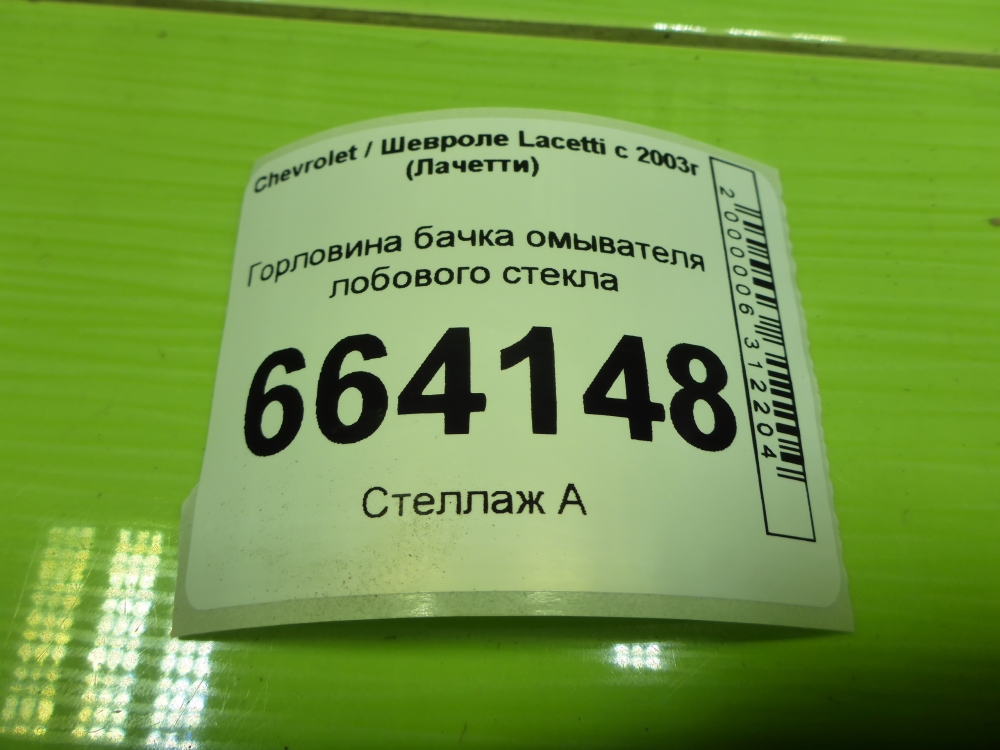 Chevrolet / Шевроле Lacetti с 2003г
(Лачетти)
Горловина бачка омывателя
лобового стекла
664148
Стеллаж А
2000006312204